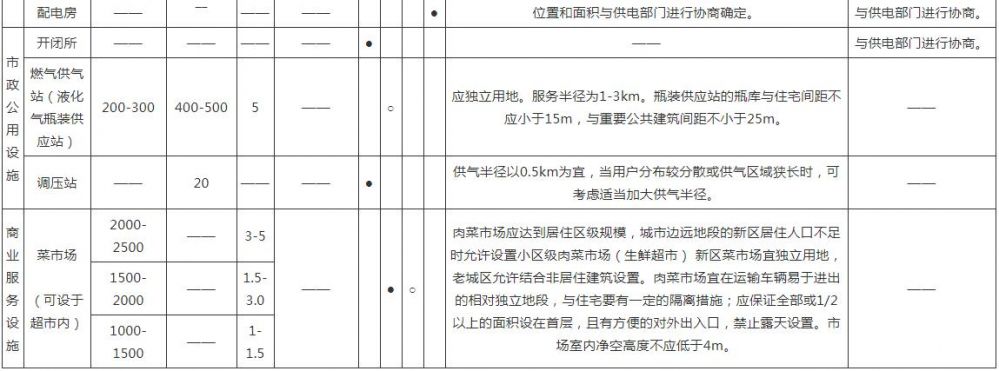 配电房 —— —— ● 位置和面积与供电部门进行协商确定。 与供电部门进行协商。
市政公用设施
开闭所 —— —— —— —— ● —— 与供电部门进行协商。
燃气供气
站（液化
气瓶装供
应站）
200-300 400-500 5 —— ○
应独立用地。服务半径为1-3km。瓶装供应站的瓶库与住宅间距不
应小于15m，与重要公共建筑间距不小于25m。
——
调压站 —— 20 —— —— ●
供气半径以0.5km为宜，当用户分布较分散或供气区域狭长时，可
考虑适当加大供气半径。
——
商业服务设施
菜市场
（可设于
超市内）
2000-
2500
——
3-5
1500-
2000
——
1.5-
3.0
1000-
1500
——
1-
1.5
—— ● ○
肉菜市场应达到居住区级规模，城市边远地段的新区居住人口不足
时允许设置小区级肉菜市场（生鲜超市） 新区菜市场宜独立用地，
老城区允许结合非居住建筑设置。肉菜市场宜在运输车辆易于进出
的相对独立地段，与住宅要有一定的隔离措施；应保证全部或1/2
以上的面积设在首层，且有方便的对外出入口，禁止露天设置。市
场室内净空高度不应低于4m。
——